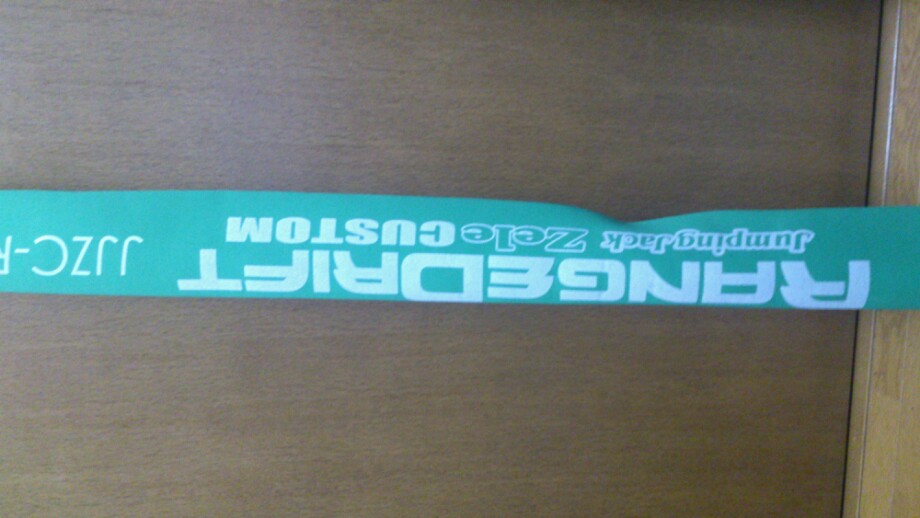 RANGEDRIFT
Jumping Jack Zele CUSTOM
JJZC-R